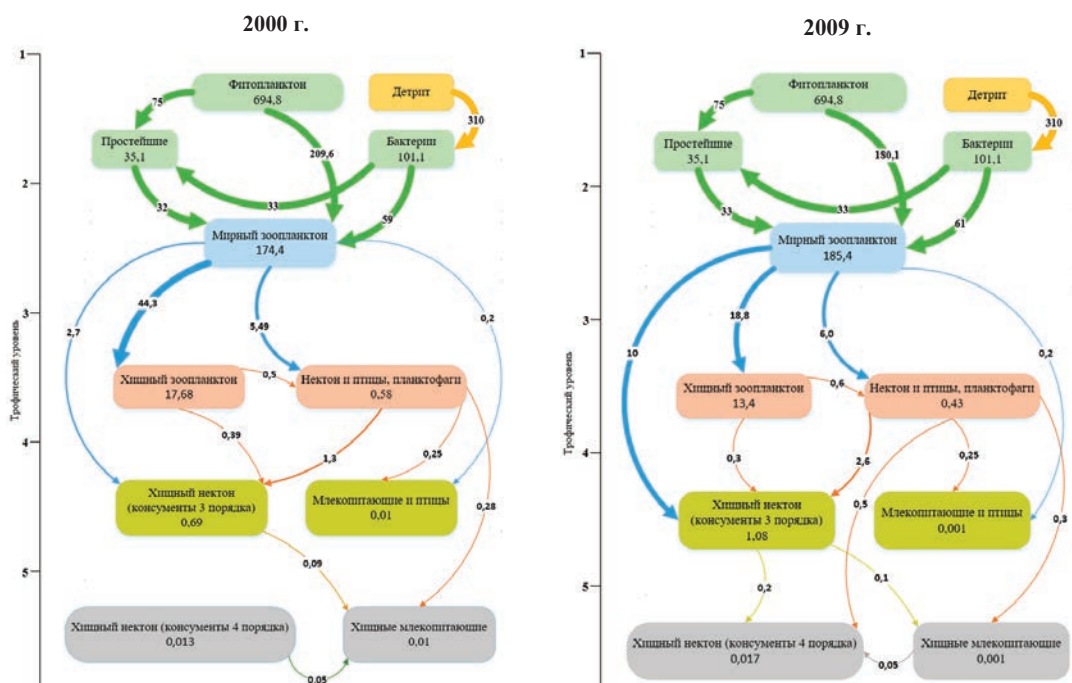 2000 г.
1
2
3
4
5
Трофический уровень
Фитопланктон
694,8
Детрит
75
310
Простейшие
35,1
Бактерии
101,1
209,6
32
33
59
Мирный зоопланктон
174,4
2,7
44,3
5,49
0,2
Хищный зоопланктон
17,68
0,5
Нектон и птицы, планктофаги
0,58
0,39
1,3
0,25
0,28
Хищный нектон
(консументы 3 порядка)
0,69
Млекопитающие и птицы
0,01
0,09
Хищный нектон (консументы 4 порядка)
0,013
Хищные млекопитающие
0,01
0,05
2009 г.
1
2
3
4
5
Трофический уровень
Фитопланктон
694,8
Детрит
75
310
Простейшие
35,1
Бактерии
101,1
180,1
33
33
61
Мирный зоопланктон
185,4
10
18,8
6,0
0,2
Хищный зоопланктон
13,4
0,6
Нектон и птицы, планктофаги
0,43
0,3
2,6
0,25
0,5
0,3
Хищный нектон
(консументы 3 порядка)
1,08
Млекопитающие и птицы
0,001
0,2
0,1
Хищный нектон (консументы 4 порядка)
0,017
0,05
Хищные млекопитающие
0,001